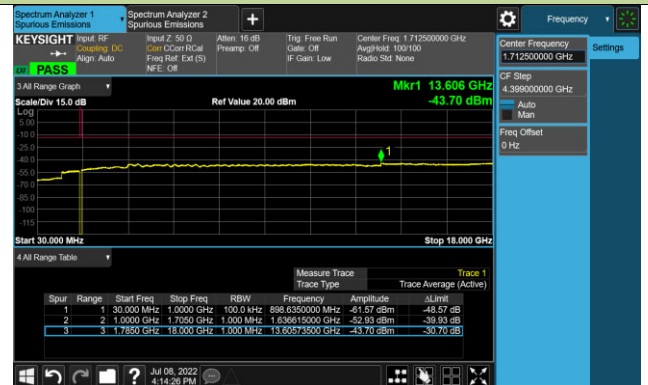 Spectrum Analyzer 1
Spurious Emissions
Spectrum Analyzer 2
Spurious Emissions
+
Frequency
KEYSIGHT
Input: RF
Coupling: DC
Align: Auto
Input Z: 50 Ω
Corr CCorr RCal
Freq Ref: Ext (S)
NFE: Off
Atten: 16 dB
Preamp: Off
Trig: Free Run
Gate: Off
IF Gain: Low
Center Freq: 1.712500000 GHz
Avg|Hold: 100/100
Radio Std: None
LXI
PASS
3 All Range Graph
Mkr1 13.606 GHz
Scale/Div 15.0 dB
Ref Value 20.00 dBm
-43.70 dBm
Log
5.00
-10.0
-25.0
-40.0
-55.0
-70.0
-85.0
-100
-115
1
Start 30.000 MHz
Stop 18.000 GHz
4 All Range Table
Measure Trace
Trace 1
Trace Type
Trace Average (Active)
Spur Range Start Freq Stop Freq RBW Frequency Amplitude ΔLimit
1 1 30.000 MHz 1.0000 GHz 100.0 kHz 898.6350000 MHz -61.57 dBm -48.57 dB
2 2 1.0000 GHz 1.7050 GHz 1.000 MHz 1.636615000 GHz -52.93 dBm -39.93 dB
3 3 1.7850 GHz 18.000 GHz 1.000 MHz 13.60573500 GHz -43.70 dBm -30.70 dB
Center Frequency
1.712500000 GHz
Settings
CF Step
4.399000000 GHz
Auto
Man
Freq Offset
0 Hz
?
Jul 08, 2022
4:14:26 PM